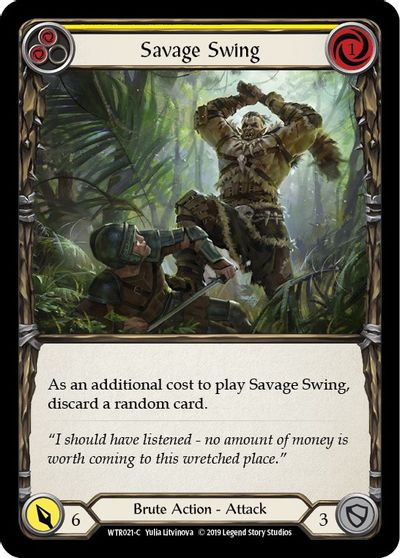 Savage Swing
1
As an additional cost to play Savage Swing,
discard a random card.
“I should have listened - no amount of money is
worth coming to this wretched place.”
6
Brute Action - Attack
3
WTR021-C Yulia Litvinova © 2019 Legend Story Studios